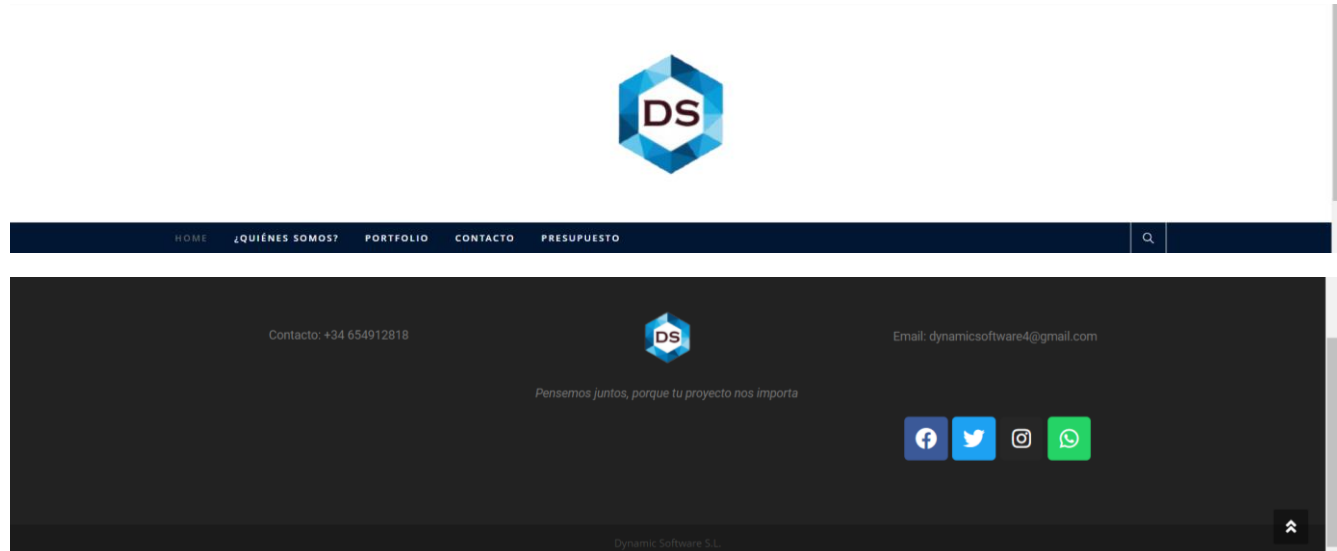 DS
HOME ¿QUIÉNES SOMOS? PORTFOLIO CONTACTO PRESUPUESTO
Contacto: +34 654912818
DS
Email: dynamicsoftware4@gmail.com
Pensemos juntos, porque tu proyecto nos importa
Dynamic Software S.L.